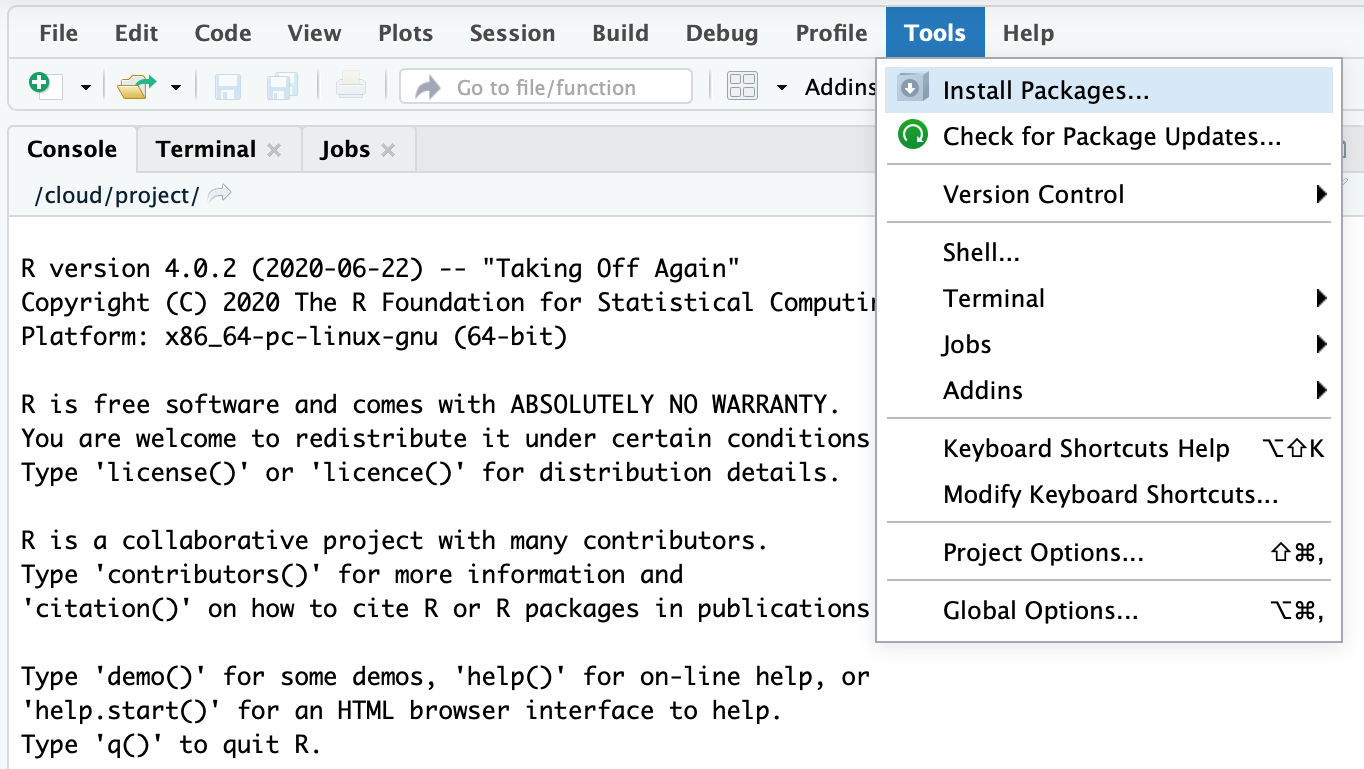 File Edit Code View Plots Session Build Debug Profile Tools Help
Go to file/function Addins
Install Packages...
Check for Package Updates...
Version Control
Shell...
Terminal
Jobs
Addins
Keyboard Shortcuts Help ⌥⇧K
Modify Keyboard Shortcuts...
Project Options... ⇧⌘,
Global Options... ⌥⌘,
Console Terminal Jobs
/cloud/project/
R version 4.0.2 (2020-06-22) -- "Taking Off Again"
Copyright (C) 2020 The R Foundation for Statistical
Platform: x86_64-pc-linux-gnu (64-bit)
R is free software and comes with ABSOLUTELY NO WARRANTY.
You are welcome to redistribute it under certain conditions
Type 'license()' or 'licence()' for distribution details.
R is a collaborative project with many contributors.
Type 'contributors()' for more information and
'citation()' on how to cite R or R packages in publications
Type 'demo()' for some demos, 'help()' for on-line help, or
'help.start()' for an HTML browser interface to help.
Type 'q()' to quit R.